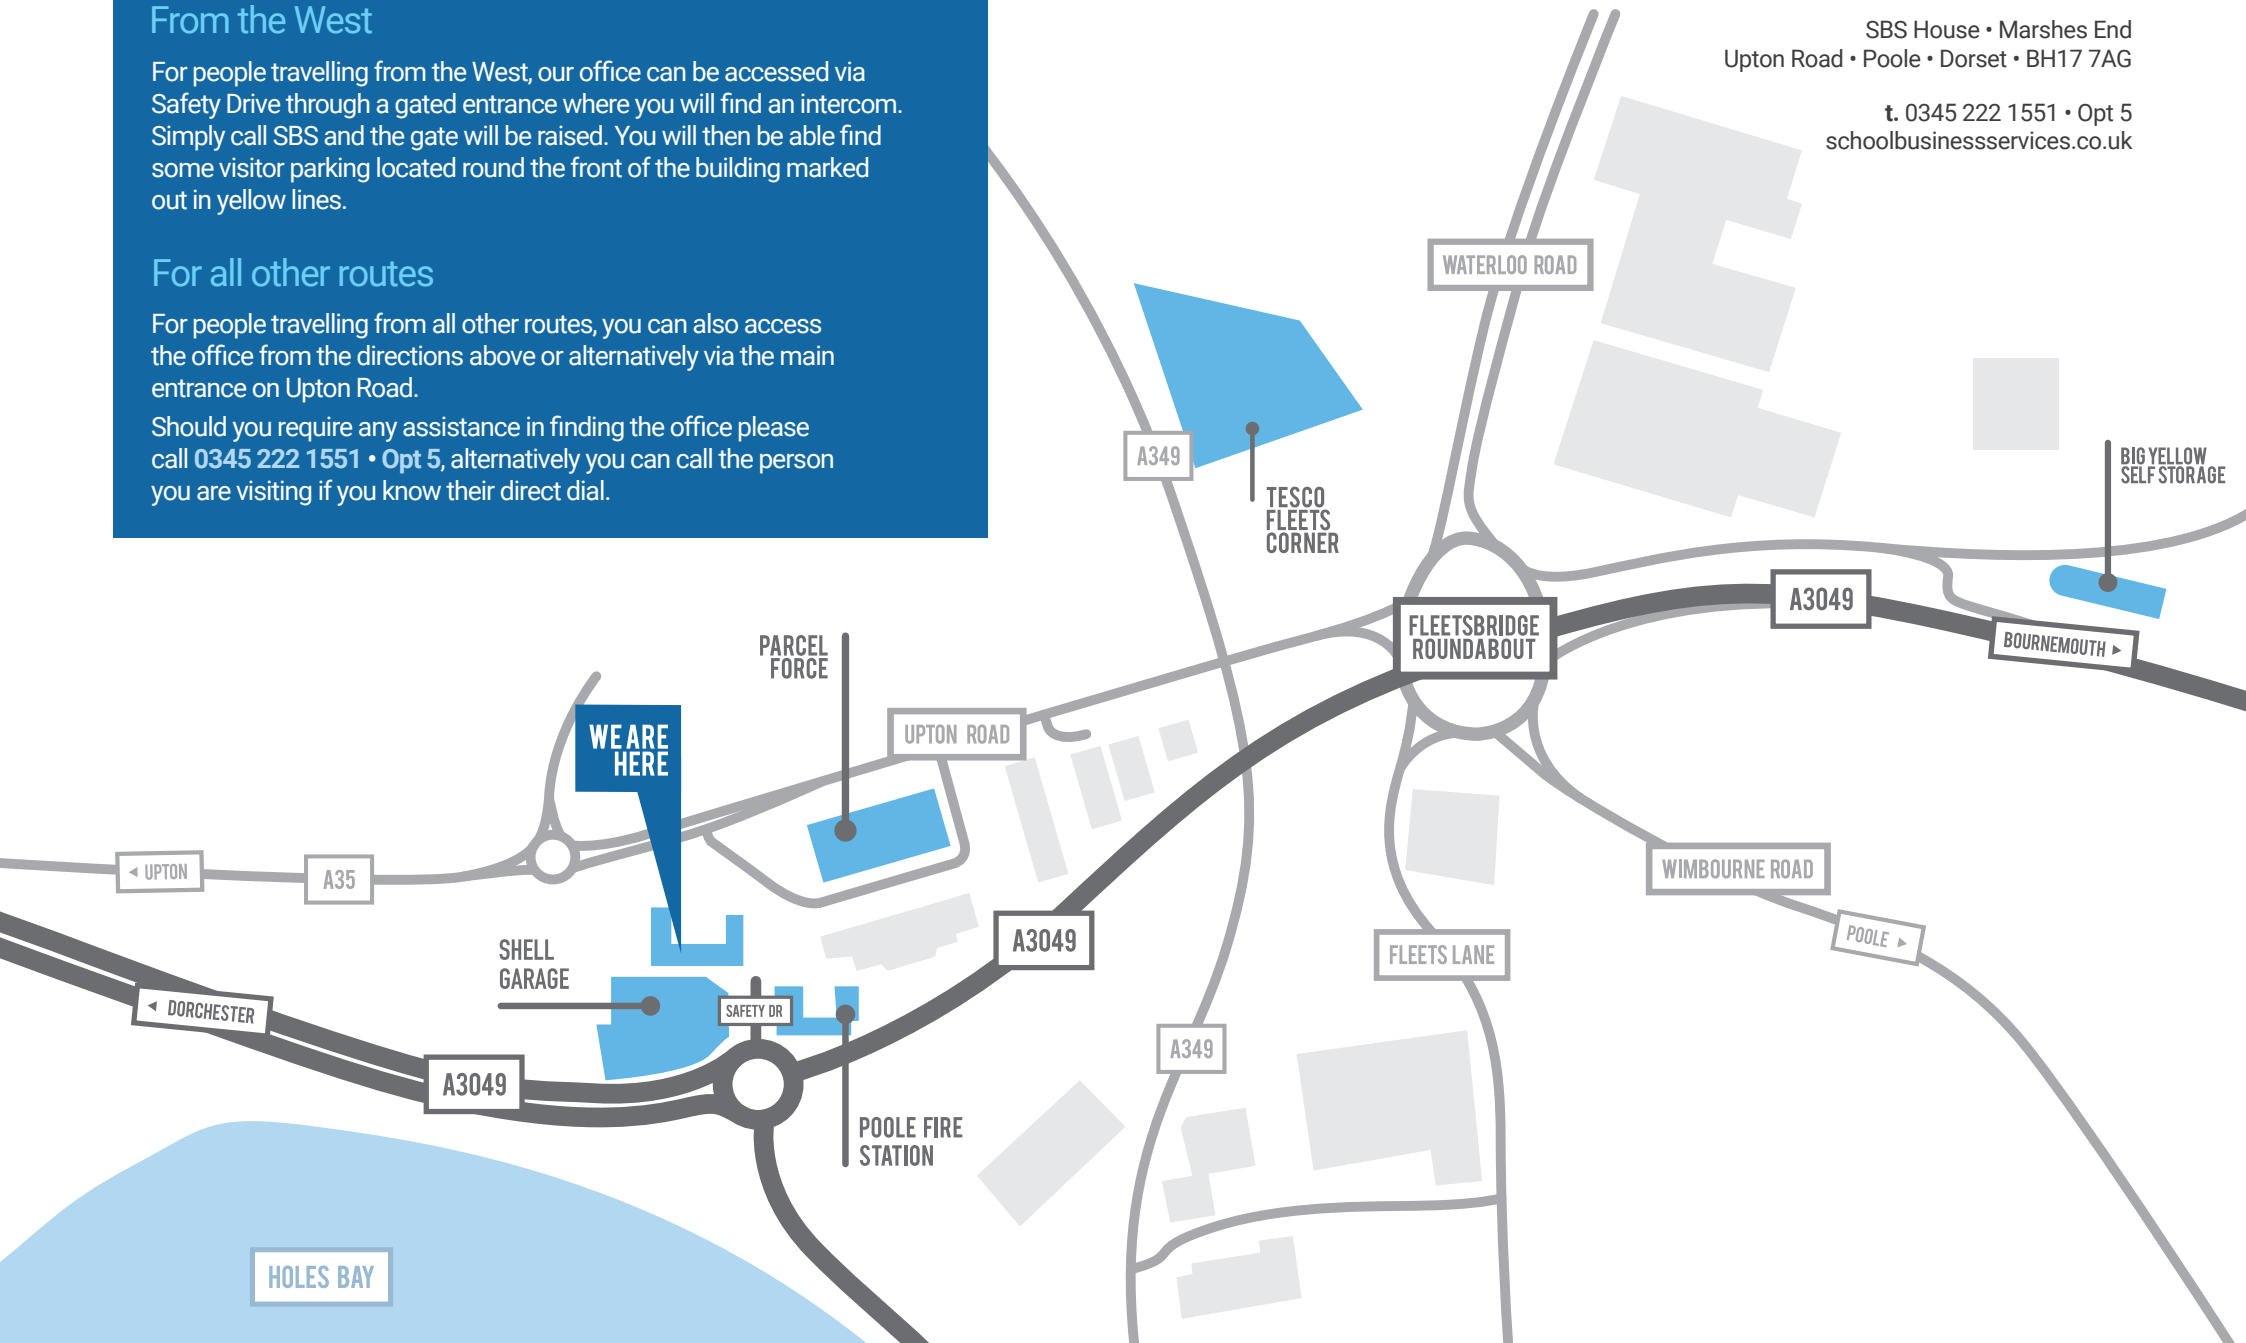 From the West
For people travelling from the West, our office can be accessed via
Safety Drive through a gated entrance where you will find an intercom.
Simply call SBS and the gate will be raised. You will then be able find
some visitor parking located round the front of the building marked
out in yellow lines.
For all other routes
For people travelling from all other routes, you can also access
the office from the directions above or alternatively via the main
entrance on Upton Road.
Should you require any assistance in finding the office please
call 0345 222 1551 • Opt 5, alternatively you can call the person
you are visiting if you know their direct dial.
SBS House • Marshes End
Upton Road • Poole • Dorset • BH17 7AG
t. 0345 222 1551 • Opt 5
schoolbusinessservices.co.uk
WATERLOO ROAD
A349
TESCO
FLEETS
CORNER
BIG YELLOW
SELF STORAGE
A3049
FLEETSBRIDGE
ROUNDABOUT
BOURNEMOUTH ►
PARCEL
FORCE
UPTON ROAD
WE ARE
HERE
◄ UPTON
A35
WIMBOURNE ROAD
POOLE ►
A3049
FLEETS LANE
SHELL
GARAGE
SAFETY DR
◄ DORCHESTER
A349
A3049
POOLE FIRE
STATION
HOLES BAY